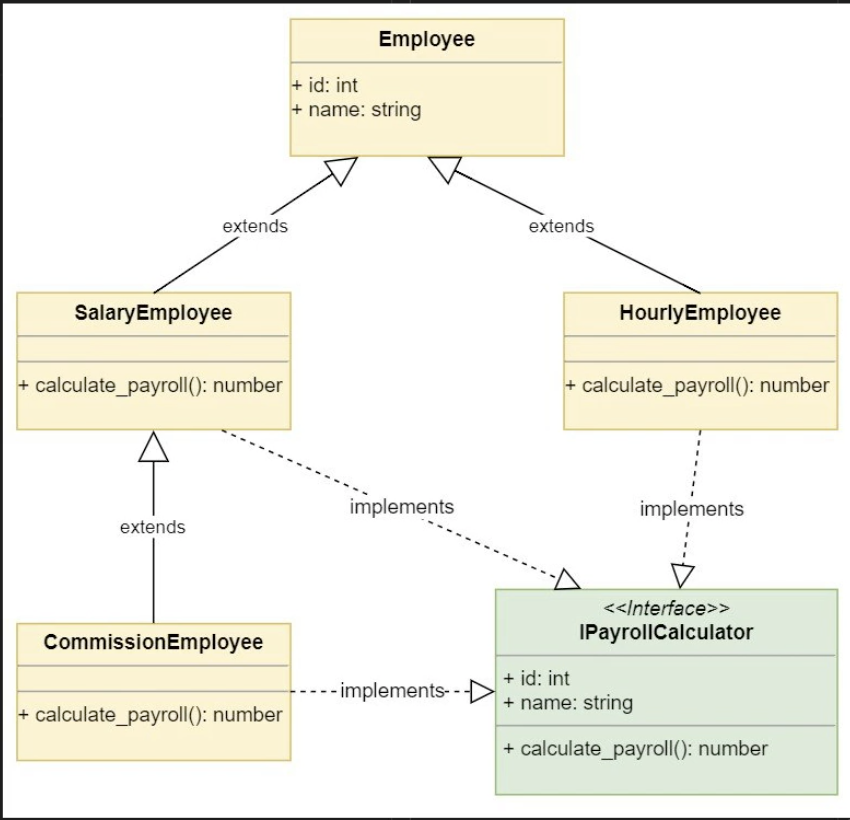 Employee
+ id: int
+ name: string
extends
extends
SalaryEmployee
+ calculate_payroll(): number
HourlyEmployee
+ calculate_payroll(): number
implements
implements
extends
CommissionEmployee
+ calculate_payroll(): number
implements
<<Interface>>
IPayrollCalculator
+ id: int
+ name: string
+ calculate_payroll(): number